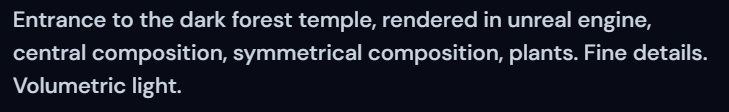 Entrance to the dark forest temple, rendered in unreal engine,
central composition, symmetrical composition, plants. Fine details.
Volumetric light.